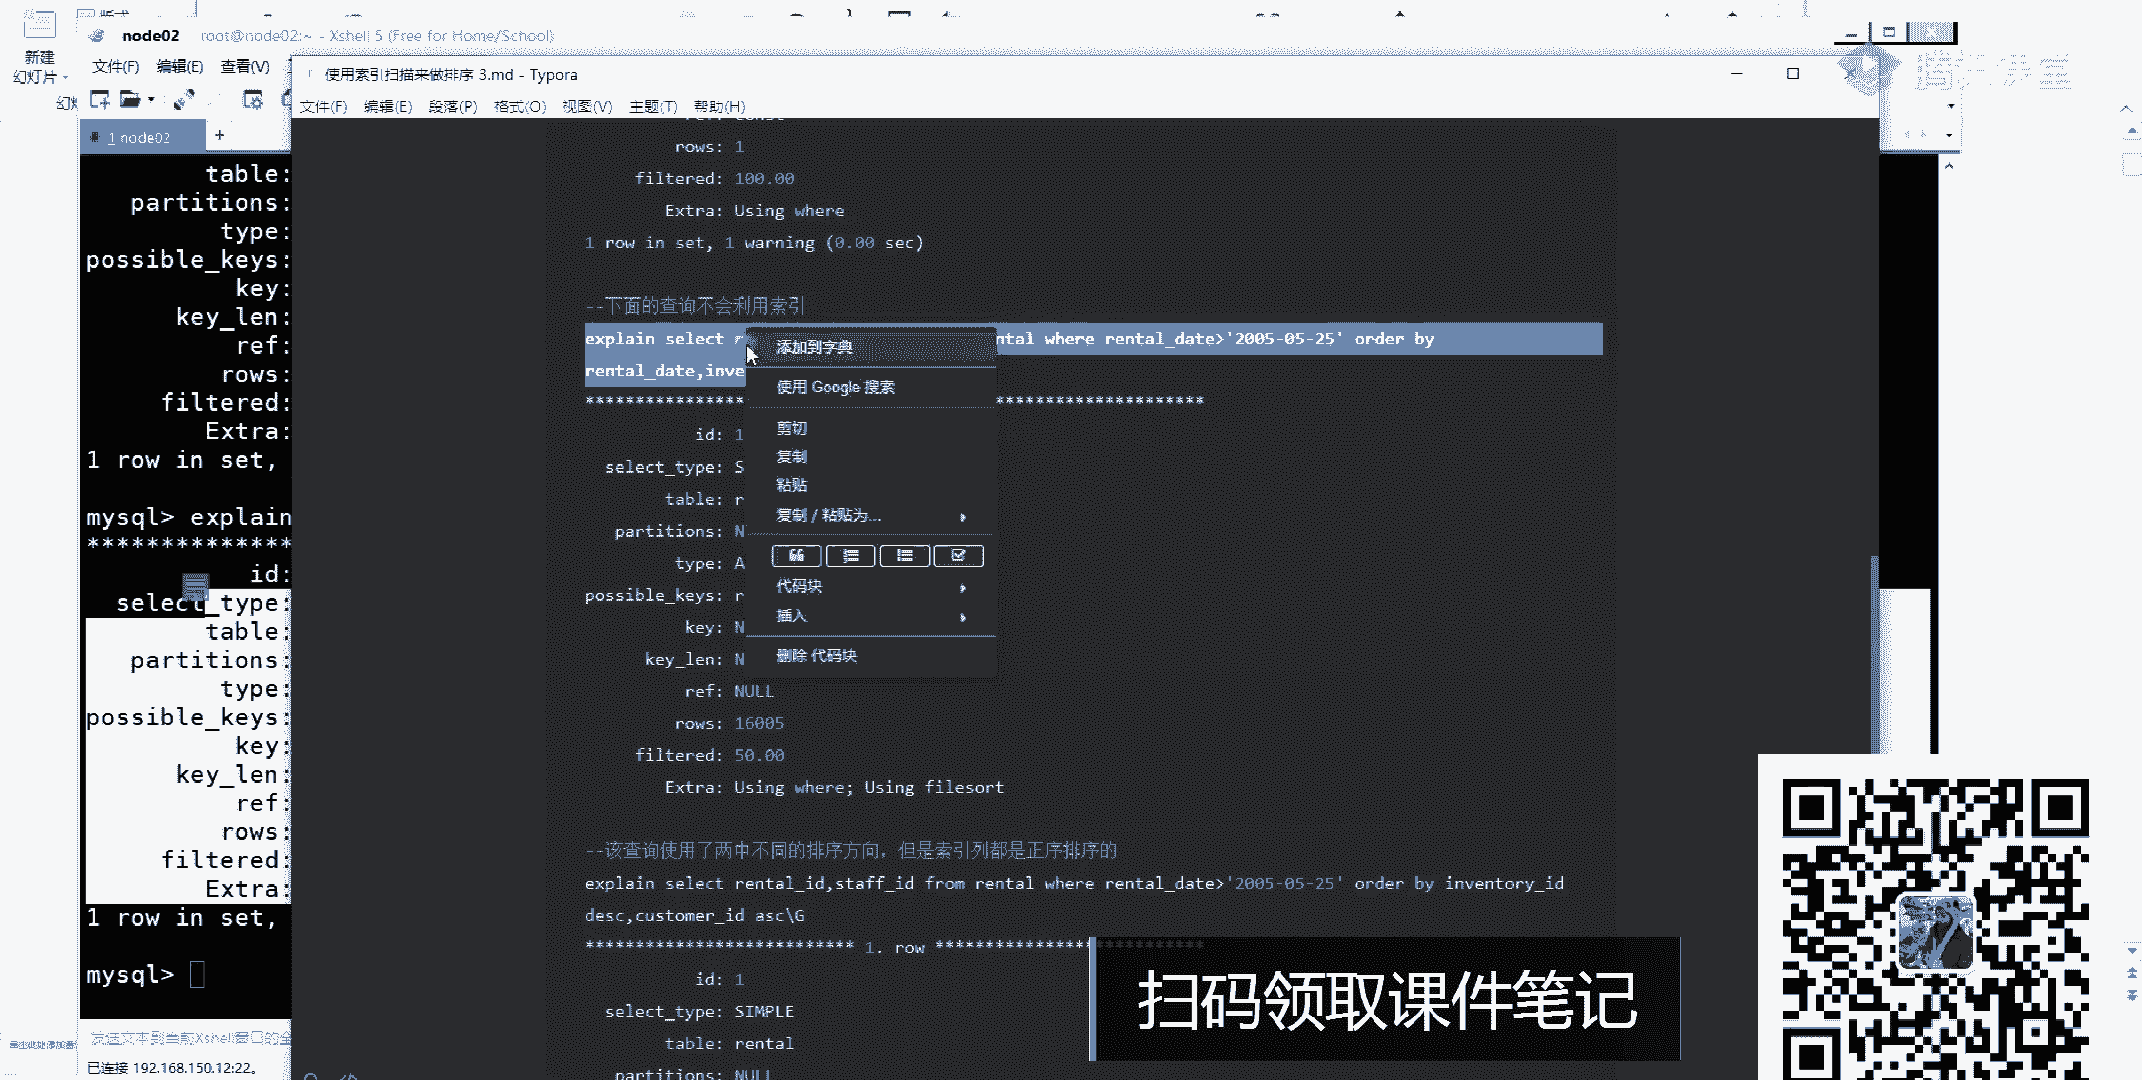 新建
幻灯片
node02 root@node02:~ - Xshell 5 (Free for Home/School)
文件(F) 编辑(E) 查看(V)
1 node02
+
table:
partitions:
type:
possible_keys:
key:
key_len:
ref:
rows:
filtered:
Extra:
1 row in set,
mysql> explain
**************
id:
select_type:
table:
partitions:
type:
possible_keys:
key:
key_len:
ref:
rows:
filtered:
Extra:
1 row in set,
mysql>
已连接 192.168.150.12:22。
使用索引扫描来做排序 3.md - Typora
文件(F) 编辑(E) 段落(P) 格式(O) 视图(V) 主题(T) 帮助(H)
rows: 1
filtered: 100.00
Extra: Using where
1 row in set, 1 warning (0.00 sec)
--下面的查询不会利用索引
explain select r ntal where rental_date>'2005-05-25' order by
rental_date,inve
id: 1
select_type: S
table: r
partitions: N
type: A
possible_keys: r
key: N
key_len: N
ref: NULL
rows: 16005
filtered: 50.00
Extra: Using where; Using filesort
--该查询使用了两中不同的排序方向，但是索引列都是正序排序的
explain select rental_id,staff_id from rental where rental_date>'2005-05-25' order by inventory_id
desc,customer_id asc\G
*************************** 1. row ***************************
id: 1
select_type: SIMPLE
table: rental
partitions: NULL
添加到字典
使用 Google 搜索
剪切
复制
粘贴
复制 / 粘贴为...
代码块
插入
删除 代码块
扫码领取课件笔记